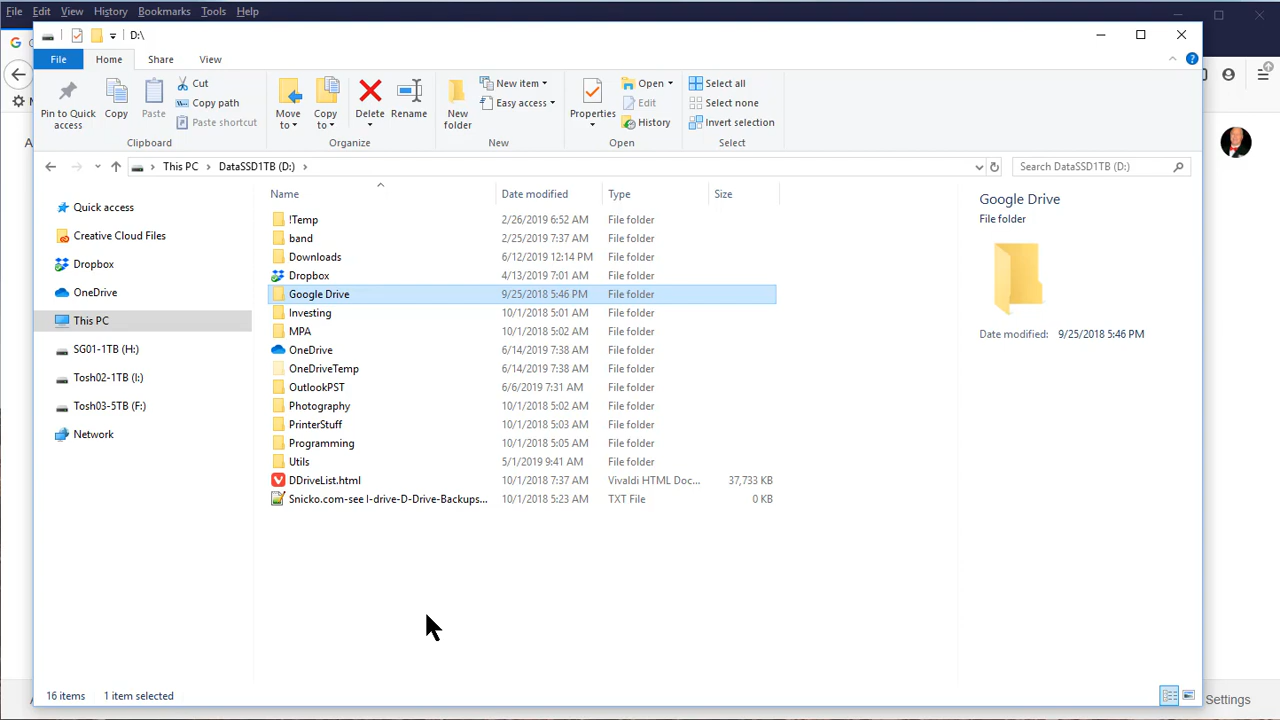 File Edit View History Bookmarks Tools Help
D:\
File Home Share View
Pin to Quick access
Copy
Paste
Cut
Copy path
Paste shortcut
Clipboard
Move to
Copy to
Delete
Rename
Organize
New folder
New item
Easy access
New
Properties
Open
Edit
History
Open
Select all
Select none
Invert selection
Select
This PC > DataSSD1TB (D:) >
Search DataSSD1TB (D:)
Quick access
Creative Cloud Files
Dropbox
OneDrive
This PC
SG01-1TB (H:)
Tosh02-1TB (I:)
Tosh03-5TB (F:)
Network
Name Date modified Type Size
!Temp 2/26/2019 6:52 AM File folder
band 2/25/2019 7:37 AM File folder
Downloads 6/12/2019 12:14 PM File folder
Dropbox 4/13/2019 7:01 AM File folder
Google Drive 9/25/2018 5:46 PM File folder
Investing 10/1/2018 5:01 AM File folder
MPA 10/1/2018 5:02 AM File folder
OneDrive 6/14/2019 7:38 AM File folder
OneDriveTemp 6/14/2019 7:38 AM File folder
OutlookPST 6/6/2019 7:31 AM File folder
Photography 10/1/2018 5:02 AM File folder
PrinterStuff 10/1/2018 5:03 AM File folder
Programming 10/1/2018 5:05 AM File folder
Utils 5/1/2019 9:41 AM File folder
DDriveList.html 10/1/2018 7:37 AM Vivaldi HTML Doc... 37,733 KB
Snicko.com-see I-drive-D-Drive-Backups... 10/1/2018 5:23 AM TXT File 0 KB
Google Drive
File folder
Date modified: 9/25/2018 5:46 PM
16 items 1 item selected
Settings